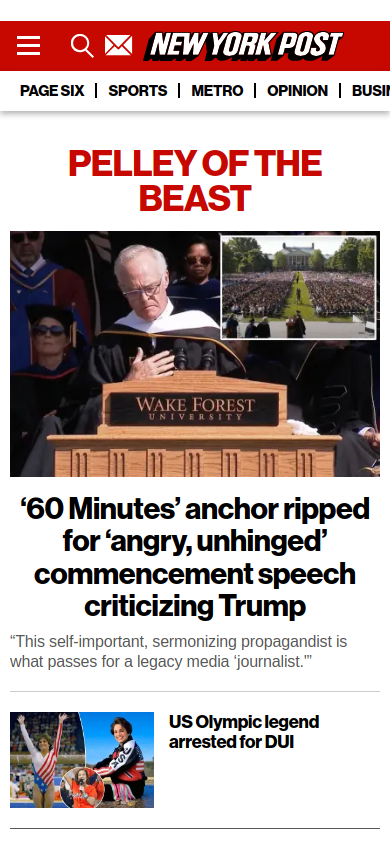 NEW YORK POST
PAGE SIX | SPORTS | METRO | OPINION | BUSIN
PELLEY OF THE
BEAST
WAKE FOREST
UNIVERSITY
‘60 Minutes’ anchor ripped
for ‘angry, unhinged’
commencement speech
criticizing Trump
“This self-important, sermonizing propagandist is
what passes for a legacy media ‘journalist.’”
US Olympic legend
arrested for DUI
USA